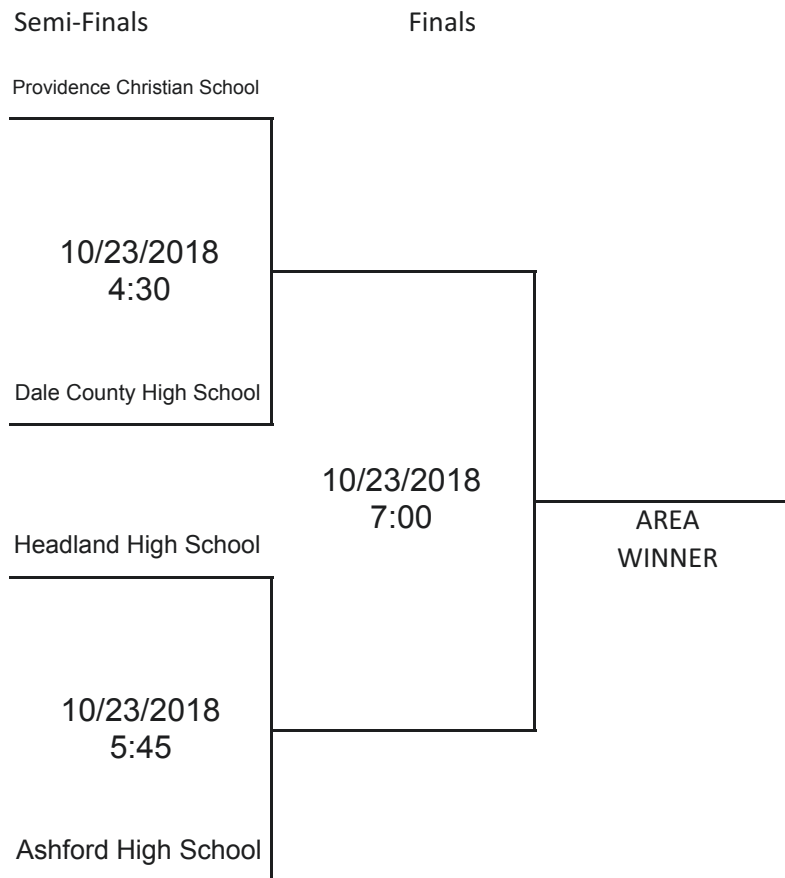 Semi-Finals
Finals
Providence Christian School
10/23/2018
4:30
Dale County High School
10/23/2018
7:00
AREA
WINNER
Headland High School
10/23/2018
5:45
Ashford High School